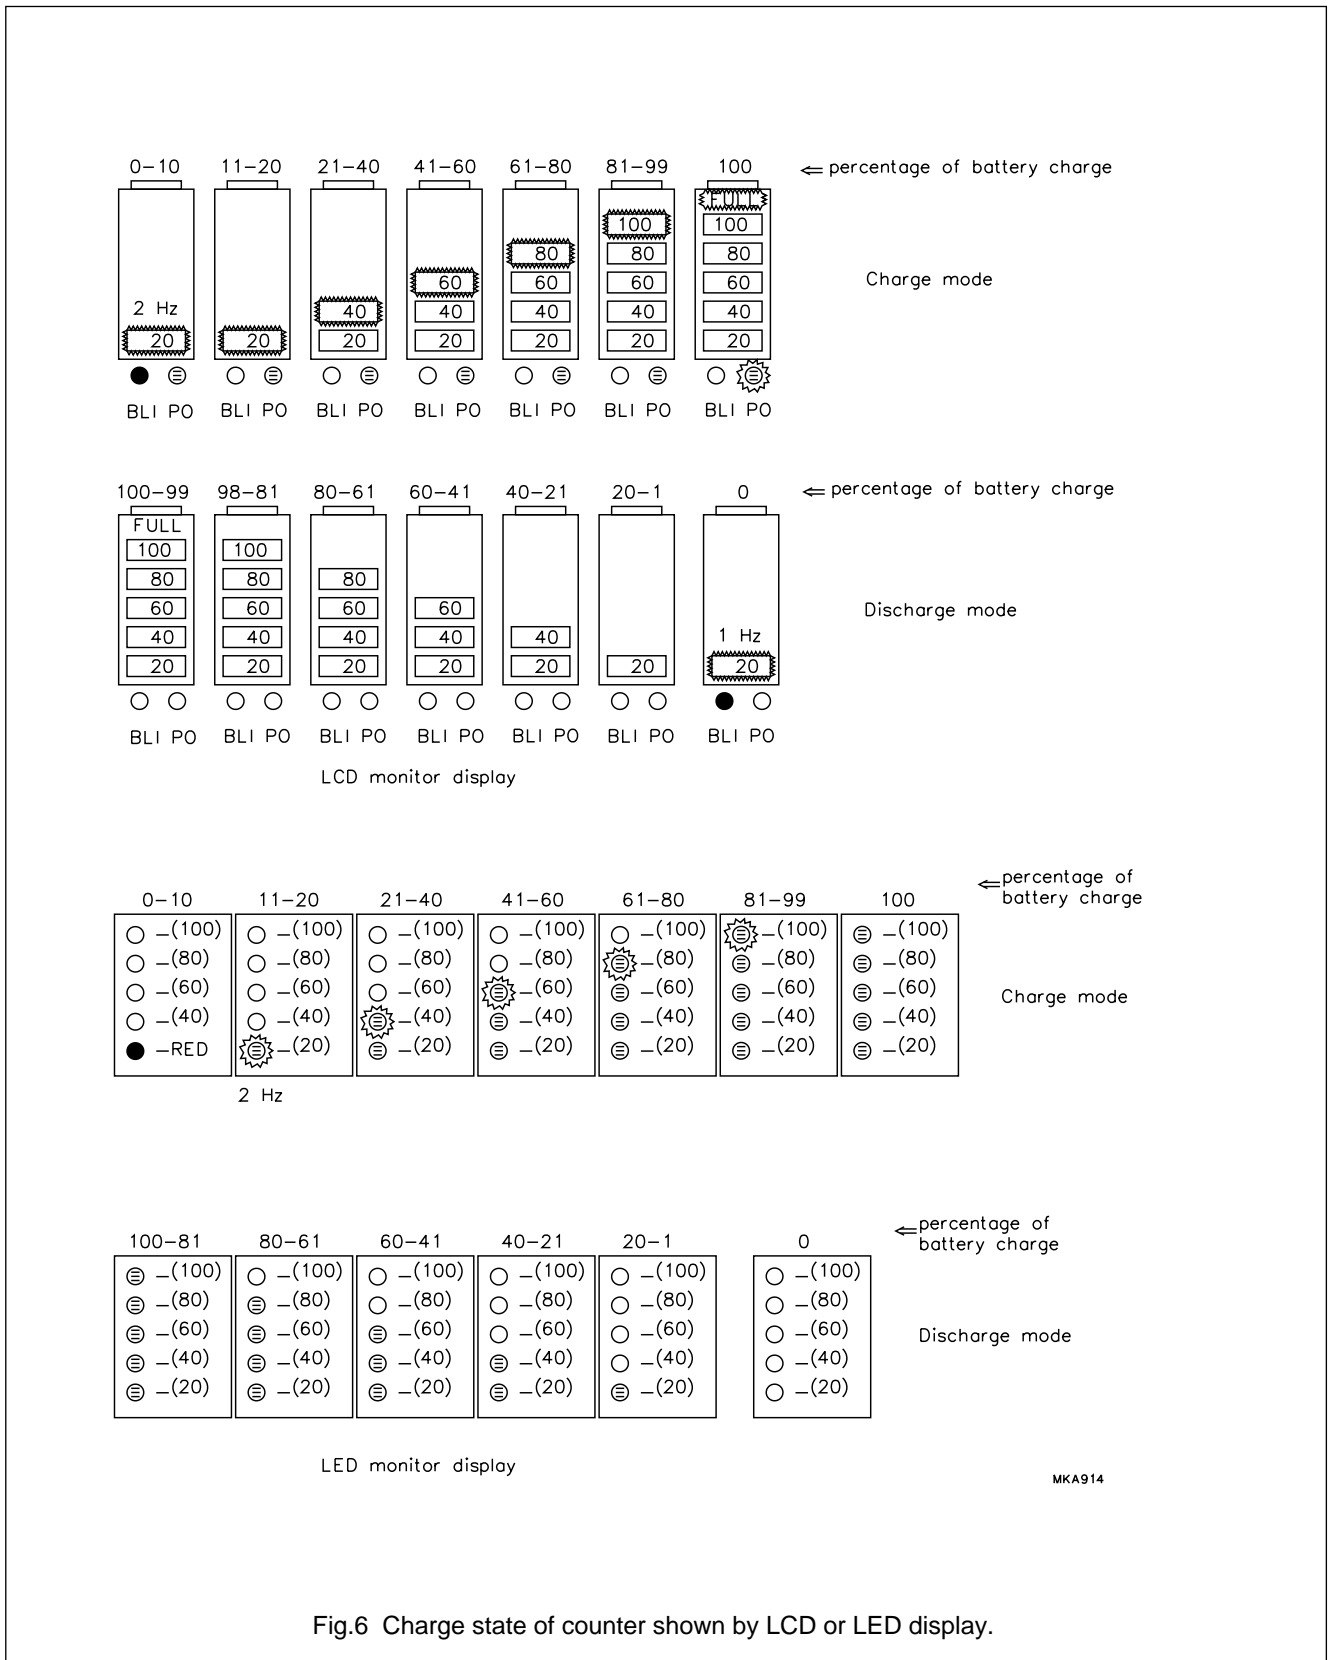 0-10 11-20 21-40 41-60 61-80 81-99 100 ⇐ percentage of battery charge
FULL
100 100
80 80 80
60 60 60 60
2 Hz 40 40 40 40 40
20 20 20 20 20 20 20
BLI PO BLI PO BLI PO BLI PO BLI PO BLI PO BLI PO
Charge mode
100-99 98-81 80-61 60-41 40-21 20-1 0 ⇐ percentage of battery charge
FULL
100 100
80 80 80
60 60 60 60
40 40 40 40 40 1 Hz
20 20 20 20 20 20 20
BLI PO BLI PO BLI PO BLI PO BLI PO BLI PO BLI PO
Discharge mode
LCD monitor display
⇐ percentage of
battery charge
0-10 11-20 21-40 41-60 61-80 81-99 100
-(100) -(100) -(100) -(100) -(100) -(100) -(100)
-(80) -(80) -(80) -(80) -(80) -(80) -(80)
-(60) -(60) -(60) -(60) -(60) -(60) -(60)
-(40) -(40) -(40) -(40) -(40) -(40) -(40)
-RED -(20) -(20) -(20) -(20) -(20) -(20)
Charge mode
2 Hz
⇐ percentage of
battery charge
100-81 80-61 60-41 40-21 20-1 0
-(100) -(100) -(100) -(100) -(100) -(100)
-(80) -(80) -(80) -(80) -(80) -(80)
-(60) -(60) -(60) -(60) -(60) -(60)
-(40) -(40) -(40) -(40) -(40) -(40)
-(20) -(20) -(20) -(20) -(20) -(20)
Discharge mode
LED monitor display
MKA914
Fig.6 Charge state of counter shown by LCD or LED display.